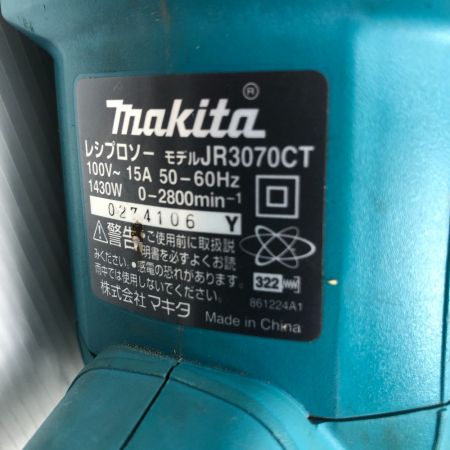 makita®
レシプロソー モデルJR3070CT
100V～ 15A 50-60Hz
1430W 0-2800min⁻¹
0274106 Y
⚠警告・ご使用前に取扱説
明書を必ずよくお読
みください。・感電の恐れがあります。
雨中では使用しないでください。
株式会社マキタ
322
861224A1
Made in China